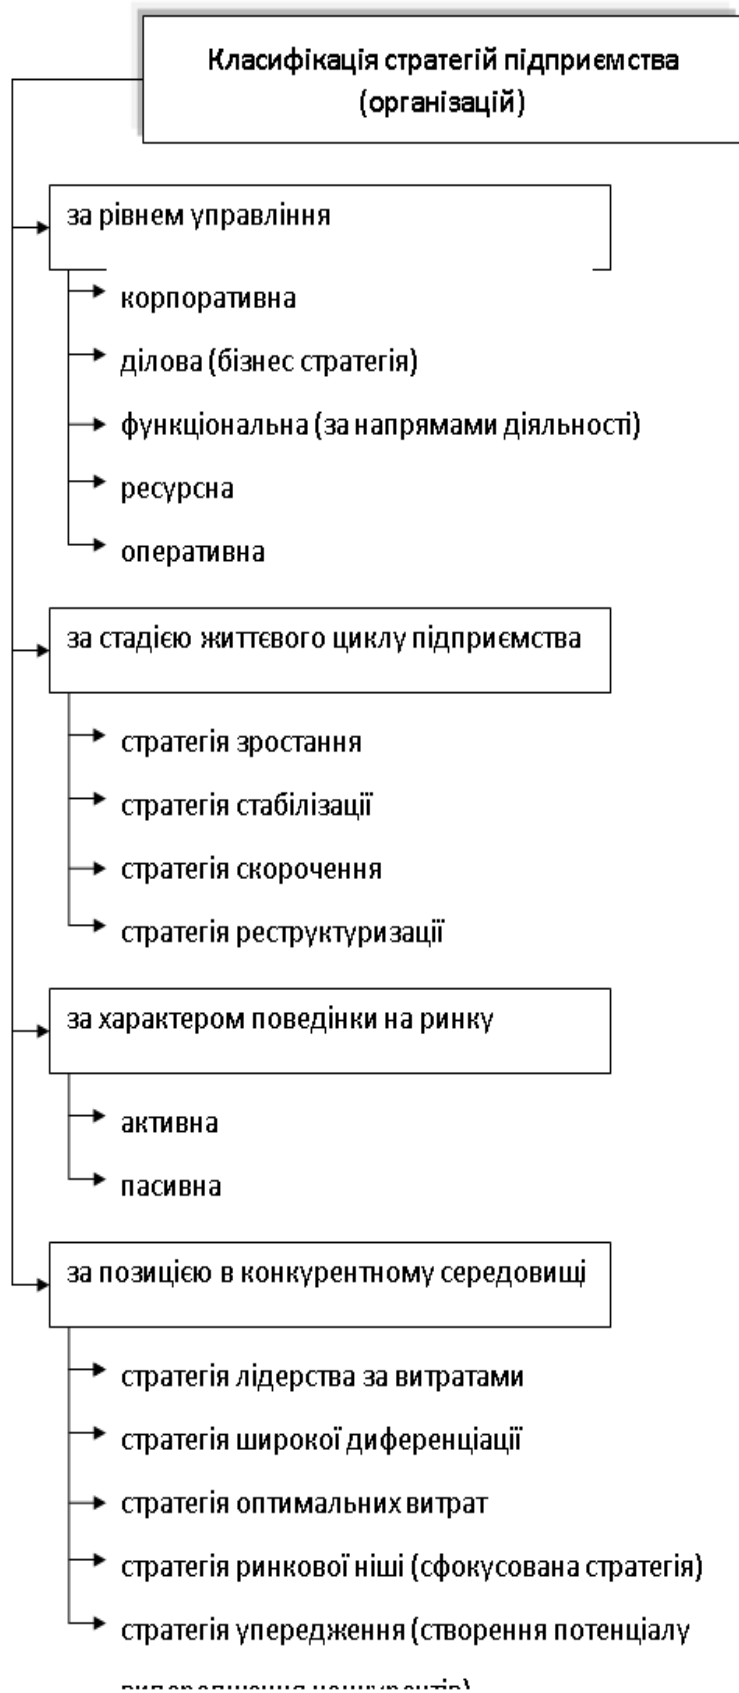 Класифікація стратегій підприємства
(організацій)
за рівнем управління
корпоративна
ділова (бізнес стратегія)
функціональна (за напрямами діяльності)
ресурсна
оперативна
за стадією життєвого циклу підприємства
стратегія зростання
стратегія стабілізації
стратегія скорочення
стратегія реструктуризації
за характером поведінки на ринку
активна
пасивна
за позицією в конкурентному середовищі
стратегія лідерства за витратами
стратегія широкої диференціації
стратегія оптимальних витрат
стратегія ринкової ніші (сфокусована стратегія)
стратегія упередження (створення потенціалу